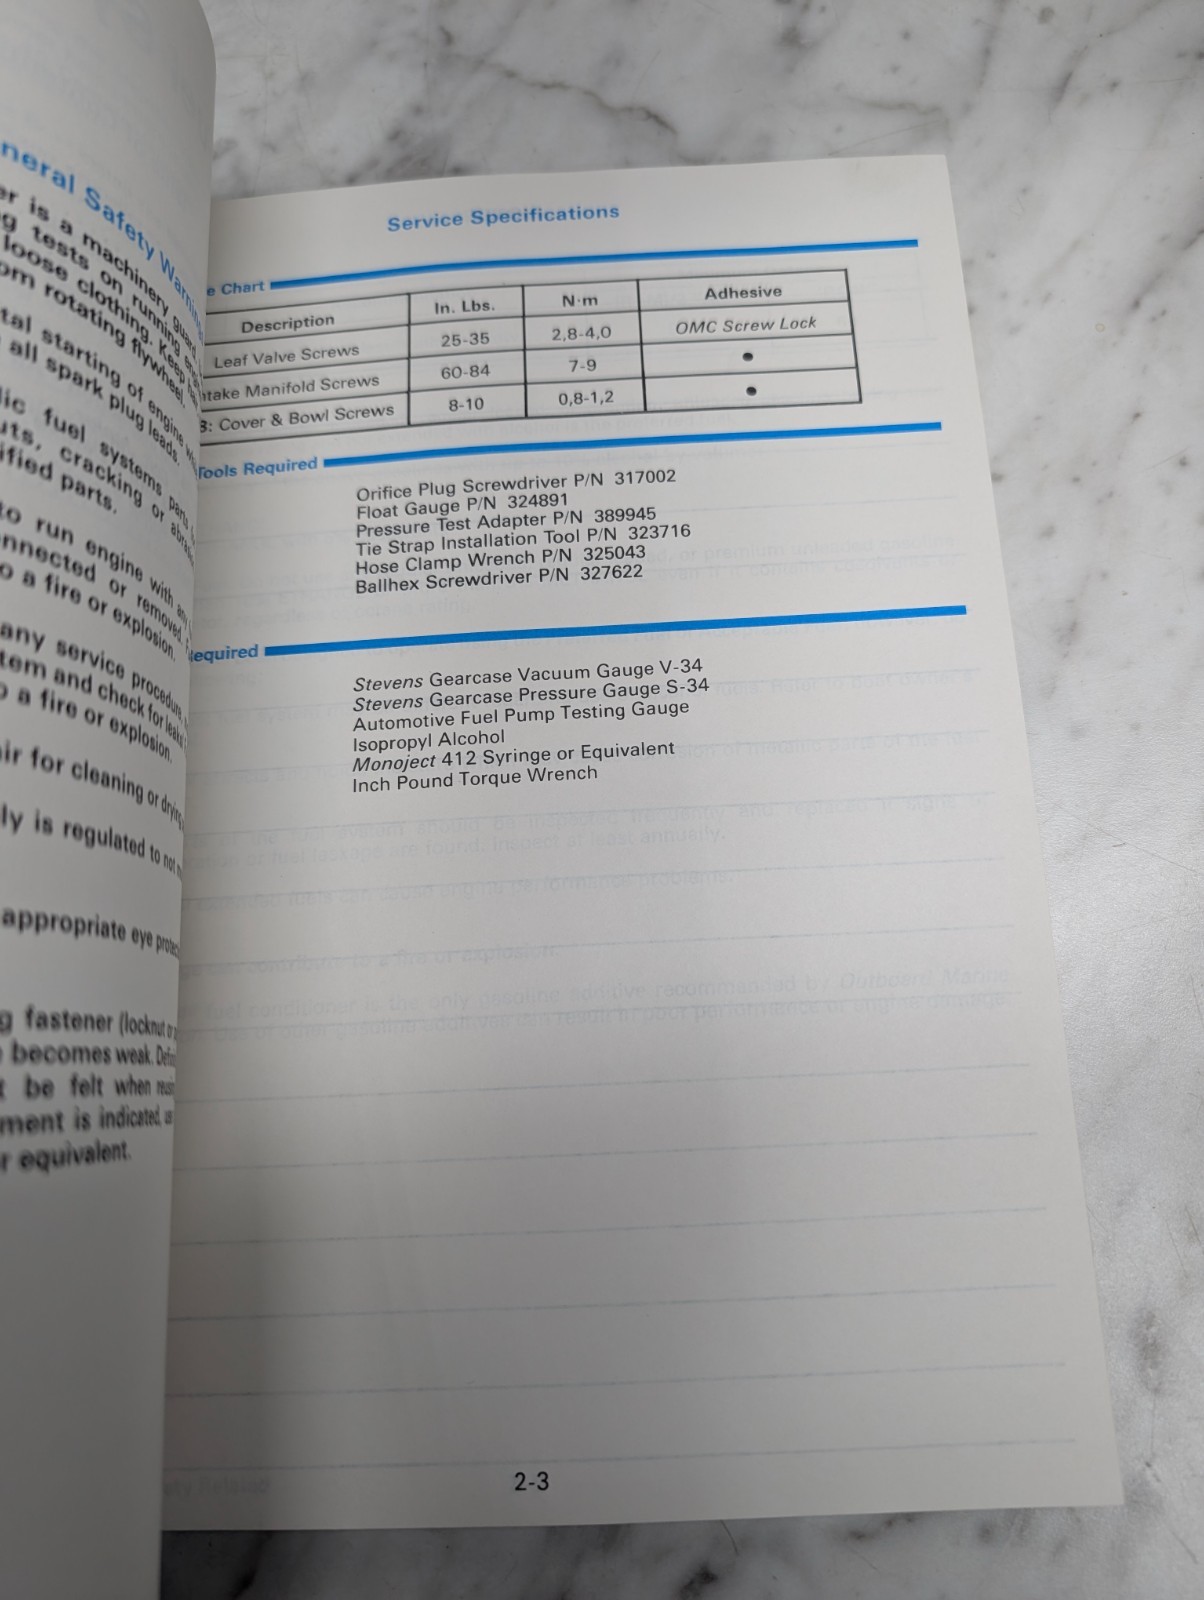 neral Safety Warnin
er is a machinery guard.
g tests on running
loose clothing. Keep
om rotating flywheel.
tal starting of engine
all spark plug leads.
ic fuel systems parts
uts, cracking or
ified parts.
to run engine with any
nnected or removed.
o a fire or explosion.
any service procedure,
tem and check for leaks
o a fire or explosion.
ir for cleaning or drying
ly is regulated to not
appropriate eye
g fastener (locknut or
becomes weak.
t be felt when
ment is indicated,
r equivalent.
Service Specifications
e Chart
Description In. Lbs. N·m Adhesive
Leaf Valve Screws 25-35 2,8-4,0 OMC Screw Lock
ntake Manifold Screws 60-84 7-9 •
B: Cover & Bowl Screws 8-10 0,8-1,2 •
Tools Required
Orifice Plug Screwdriver P/N 317002
Float Gauge P/N 324891
Pressure Test Adapter P/N 389945
Tie Strap Installation Tool P/N 323716
Hose Clamp Wrench P/N 325043
Ballhex Screwdriver P/N 327622
Required
Stevens Gearcase Vacuum Gauge V-34
Stevens Gearcase Pressure Gauge S-34
Automotive Fuel Pump Testing Gauge
Isopropyl Alcohol
Monoject 412 Syringe or Equivalent
Inch Pound Torque Wrench
2-3